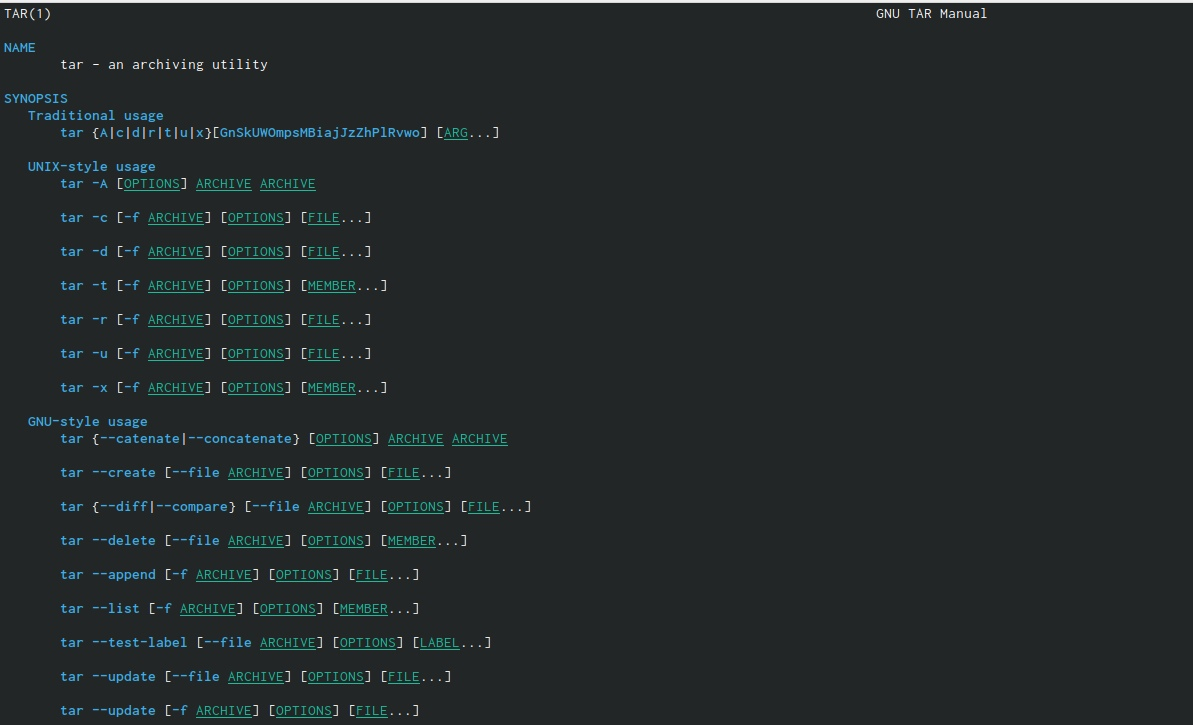 TAR(1) GNU TAR Manual
NAME
tar - an archiving utility
SYNOPSIS
Traditional usage
tar {A|c|d|r|t|u|x}[GnSkUWOmpsMBiajJzZhPlRvwo] [ARG...]
UNIX-style usage
tar -A [OPTIONS] ARCHIVE ARCHIVE
tar -c [-f ARCHIVE] [OPTIONS] [FILE...]
tar -d [-f ARCHIVE] [OPTIONS] [FILE...]
tar -t [-f ARCHIVE] [OPTIONS] [MEMBER...]
tar -r [-f ARCHIVE] [OPTIONS] [FILE...]
tar -u [-f ARCHIVE] [OPTIONS] [FILE...]
tar -x [-f ARCHIVE] [OPTIONS] [MEMBER...]
GNU-style usage
tar {--catenate|--concatenate} [OPTIONS] ARCHIVE ARCHIVE
tar --create [--file ARCHIVE] [OPTIONS] [FILE...]
tar {--diff|--compare} [--file ARCHIVE] [OPTIONS] [FILE...]
tar --delete [--file ARCHIVE] [OPTIONS] [MEMBER...]
tar --append [-f ARCHIVE] [OPTIONS] [FILE...]
tar --list [-f ARCHIVE] [OPTIONS] [MEMBER...]
tar --test-label [--file ARCHIVE] [OPTIONS] [LABEL...]
tar --update [--file ARCHIVE] [OPTIONS] [FILE...]
tar --update [-f ARCHIVE] [OPTIONS] [FILE...]